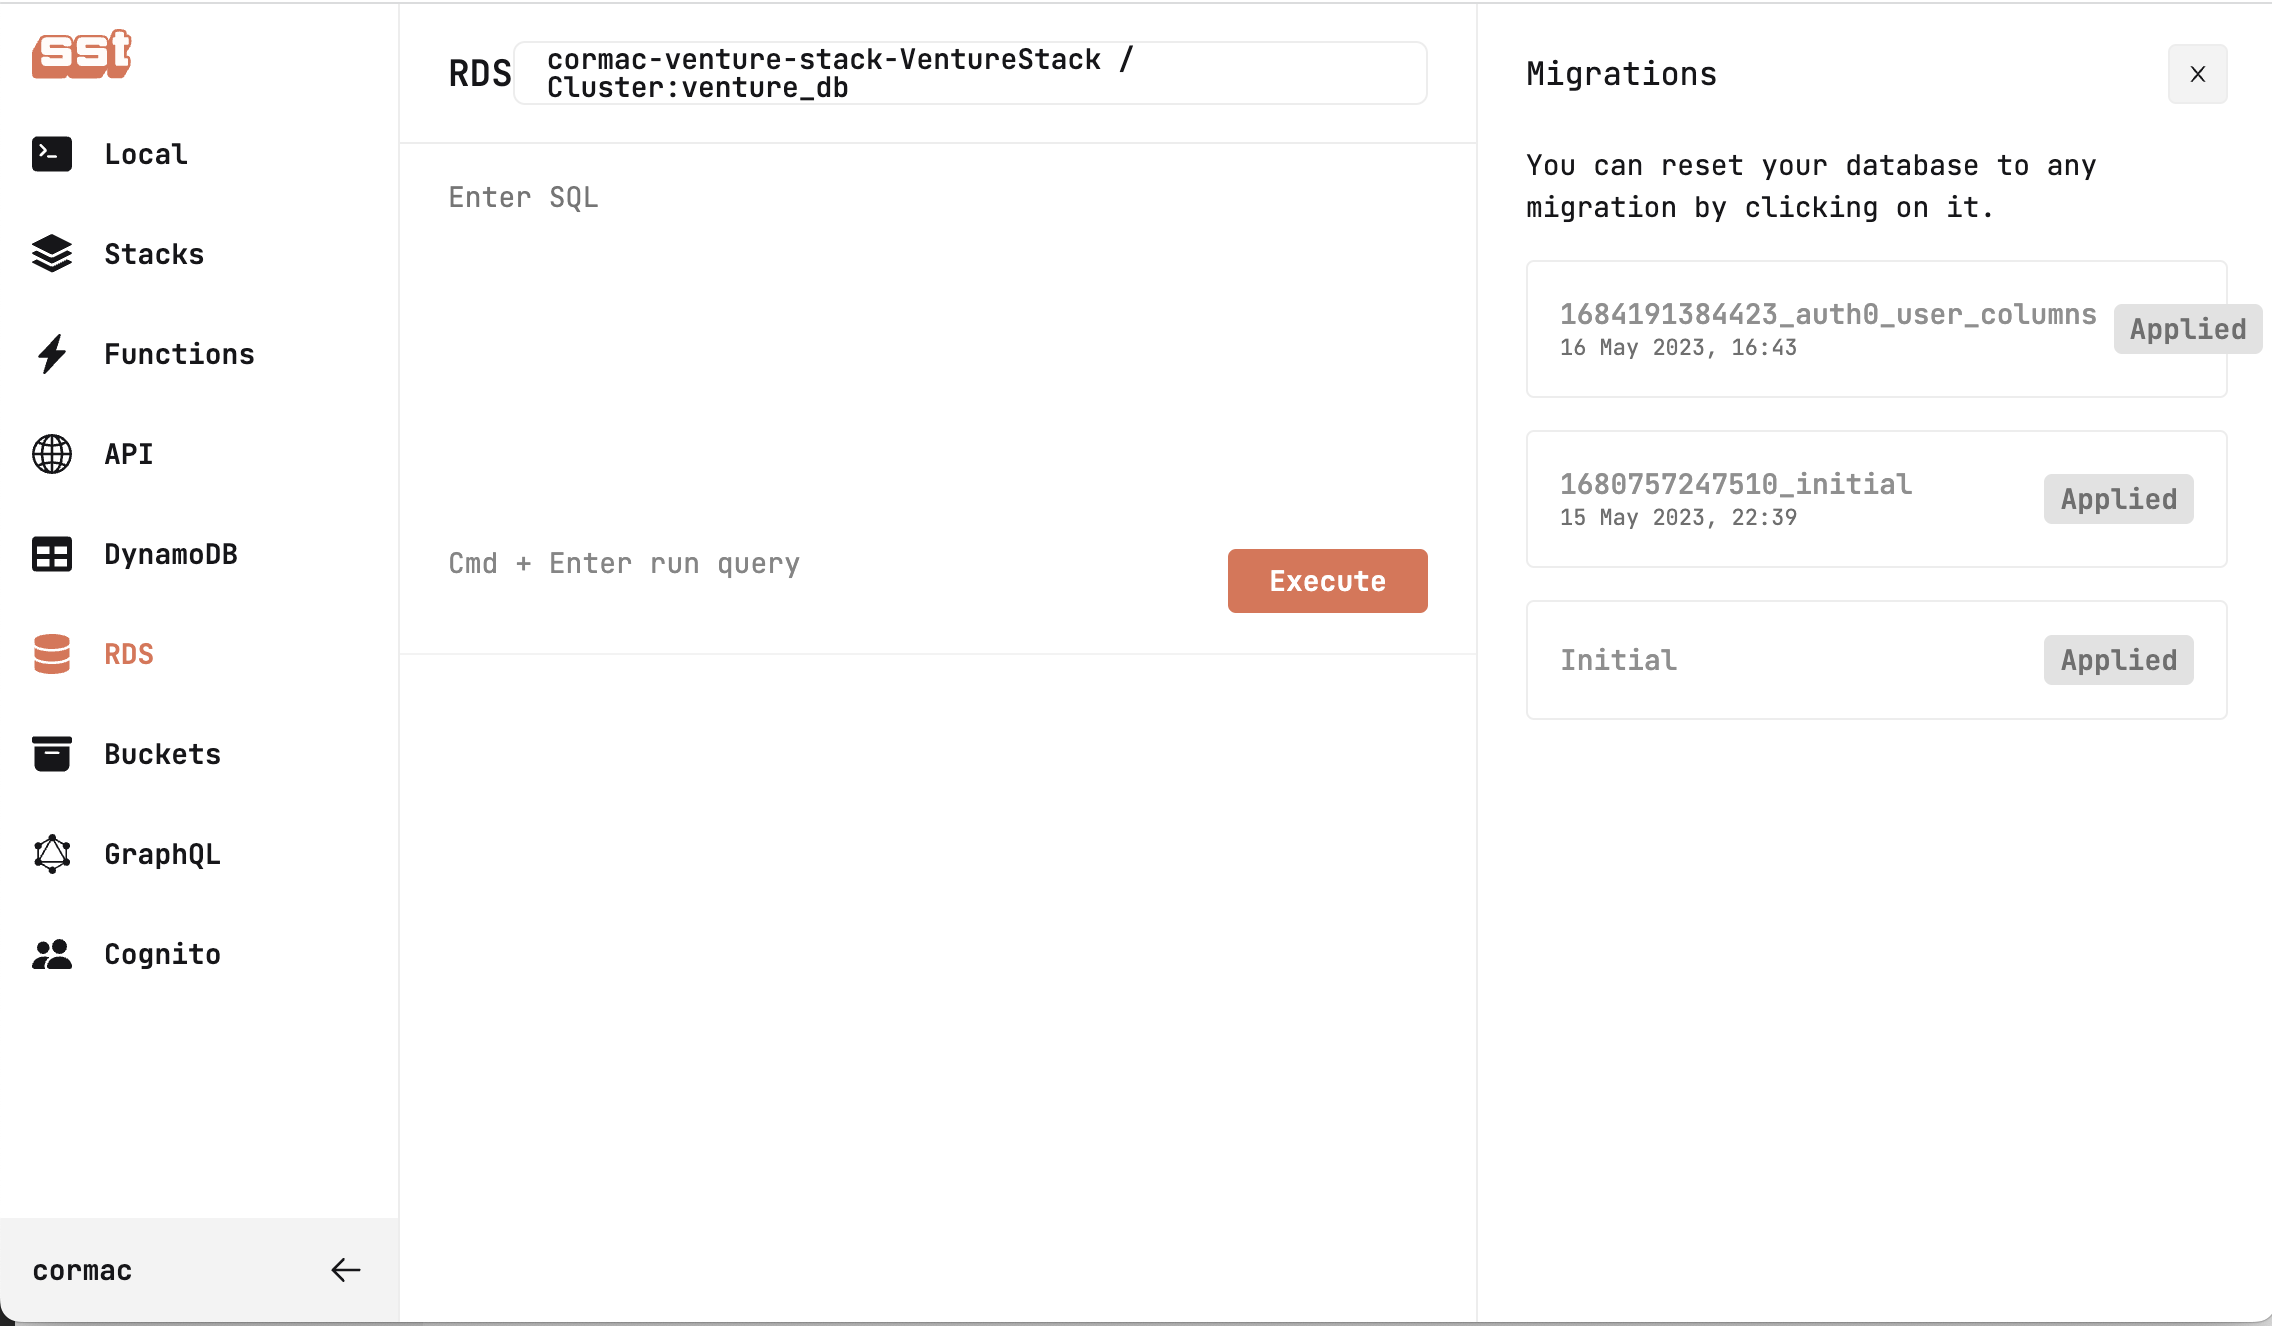 sst
Local
Stacks
Functions
API
DynamoDB
RDS
Buckets
GraphQL
Cognito
cormac
RDS
cormac-venture-stack-VentureStack /
Cluster:venture_db
Enter SQL
Cmd + Enter run query
Execute
Migrations
You can reset your database to any
migration by clicking on it.
1684191384423_auth0_user_columns
16 May 2023, 16:43
Applied
1680757247510_initial
15 May 2023, 22:39
Applied
Initial
Applied